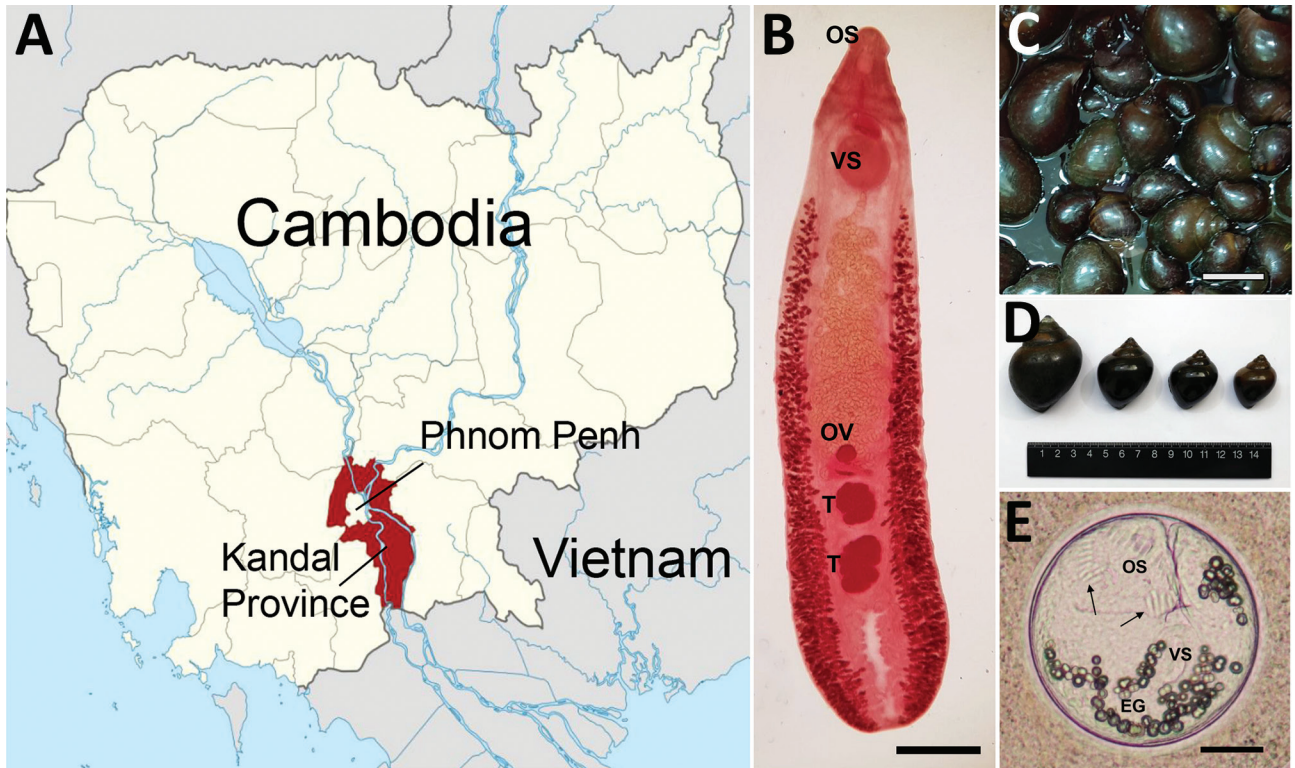 A
Cambodia
Phnom Penh
Kandal
Province
Vietnam
B
OS
VS
OV
T
T
C
D
1 2 3 4 5 6 7 8 9 10 11 12 13 14
E
OS
VS
EG